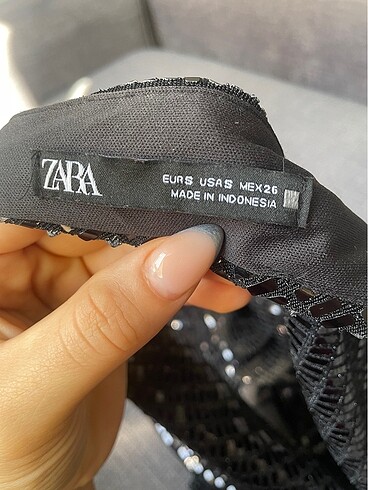 ZARA
EUR S USA S MEX 26
MADE IN INDONESIA